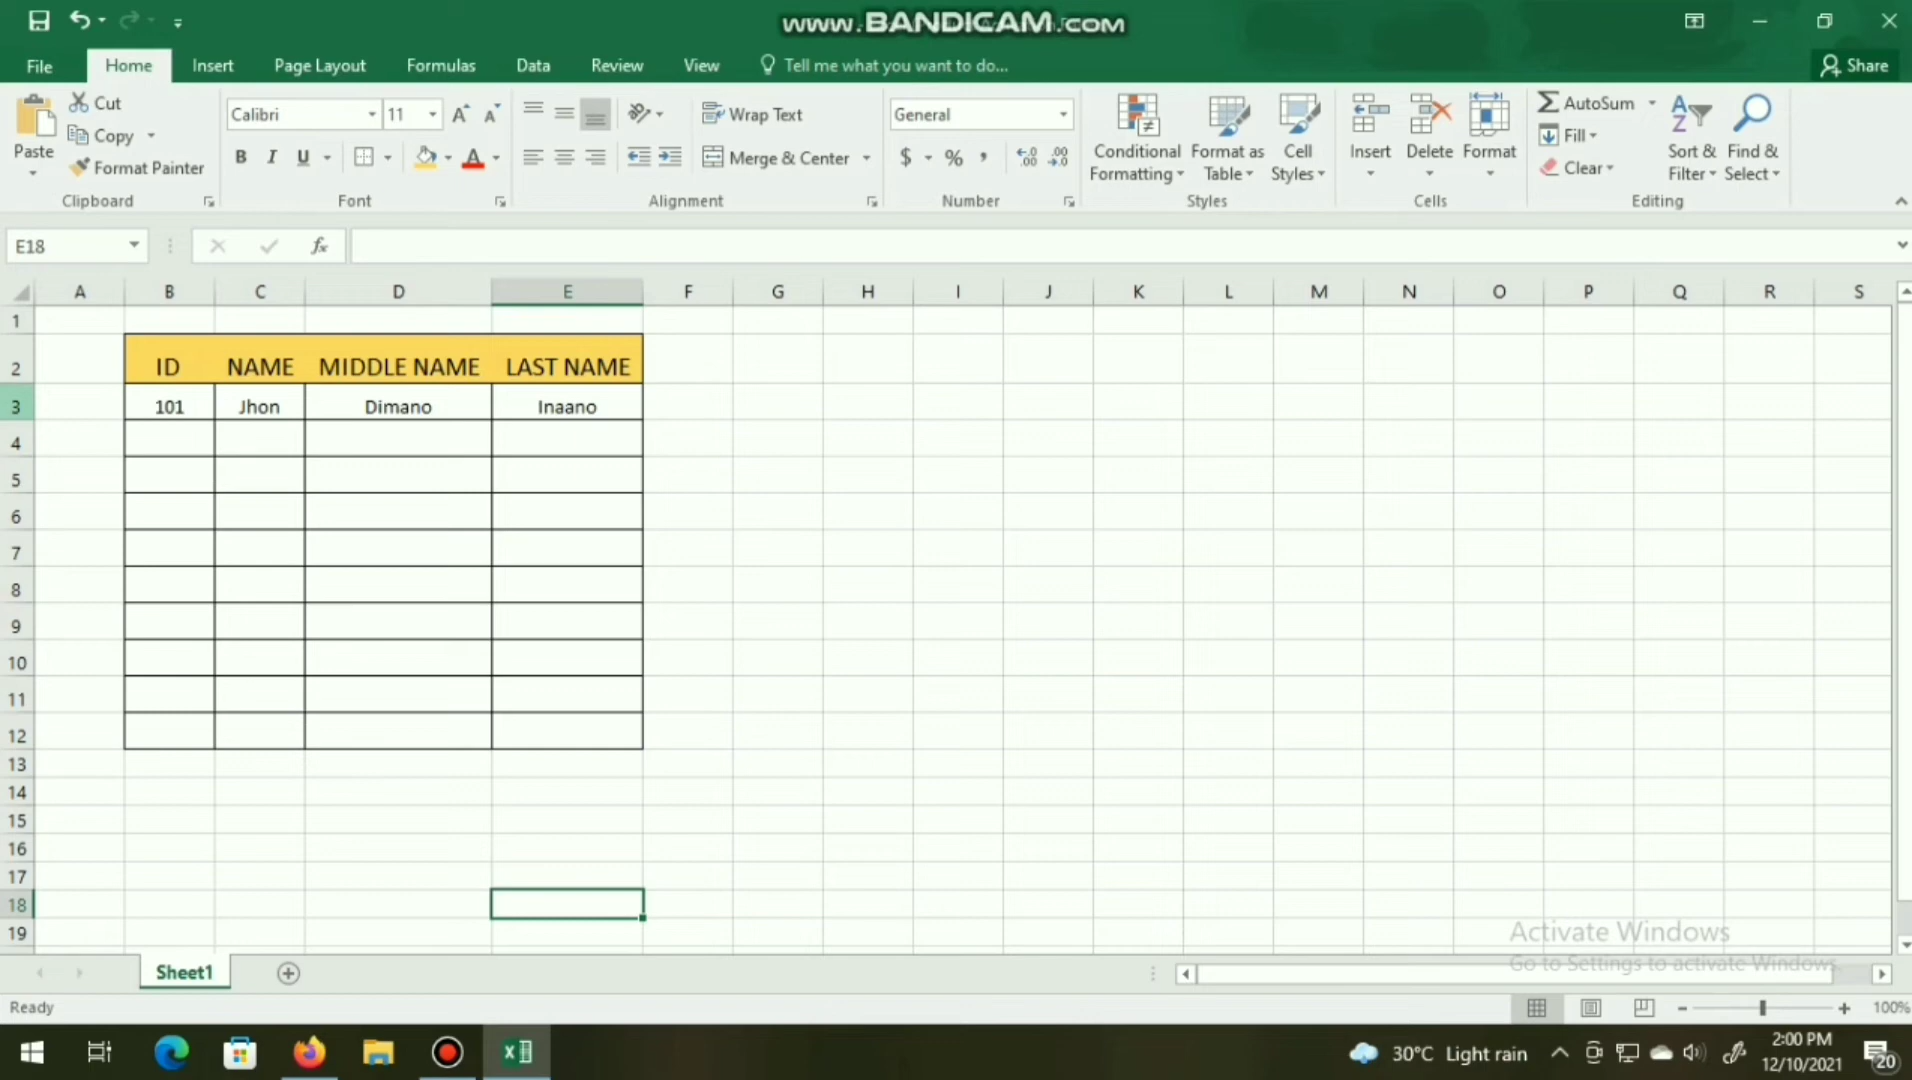 www.BANDICAM.com
File Home Insert Page Layout Formulas Data Review View Tell me what you want to do... Share
Paste
Cut
Copy
Format Painter
Clipboard
Calibri 11
B I U
Font
Wrap Text
Merge & Center
Alignment
General
$ %
Number
Conditional Formatting
Format as Table
Cell Styles
Styles
Insert Delete Format
Cells
AutoSum
Fill
Clear
Sort & Filter
Find & Select
Editing
E18 fx
A B C D E F G H I J K L M N O P Q R S
1
2 ID NAME MIDDLE NAME LAST NAME
3 101 Jhon Dimano Inaano
4
5
6
7
8
9
10
11
12
13
14
15
16
17
18
19
Activate Windows
Go to Settings to activate Windows.
Sheet1
Ready 100%
30°C Light rain 2:00 PM
12/10/2021
20